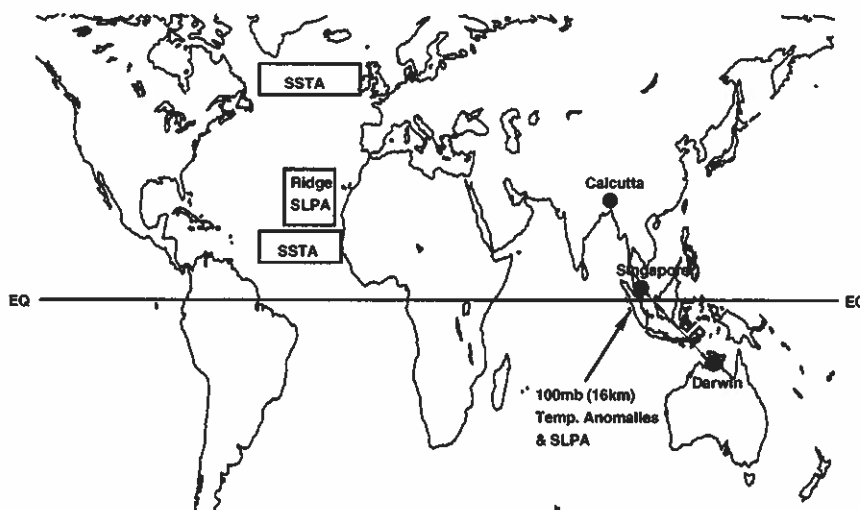 SSTA
Ridge
SLPA
Calcutta
SSTA
Singapore
EQ
EQ
Darwin
100mb (16km)
Temp. Anomalies
& SLPA